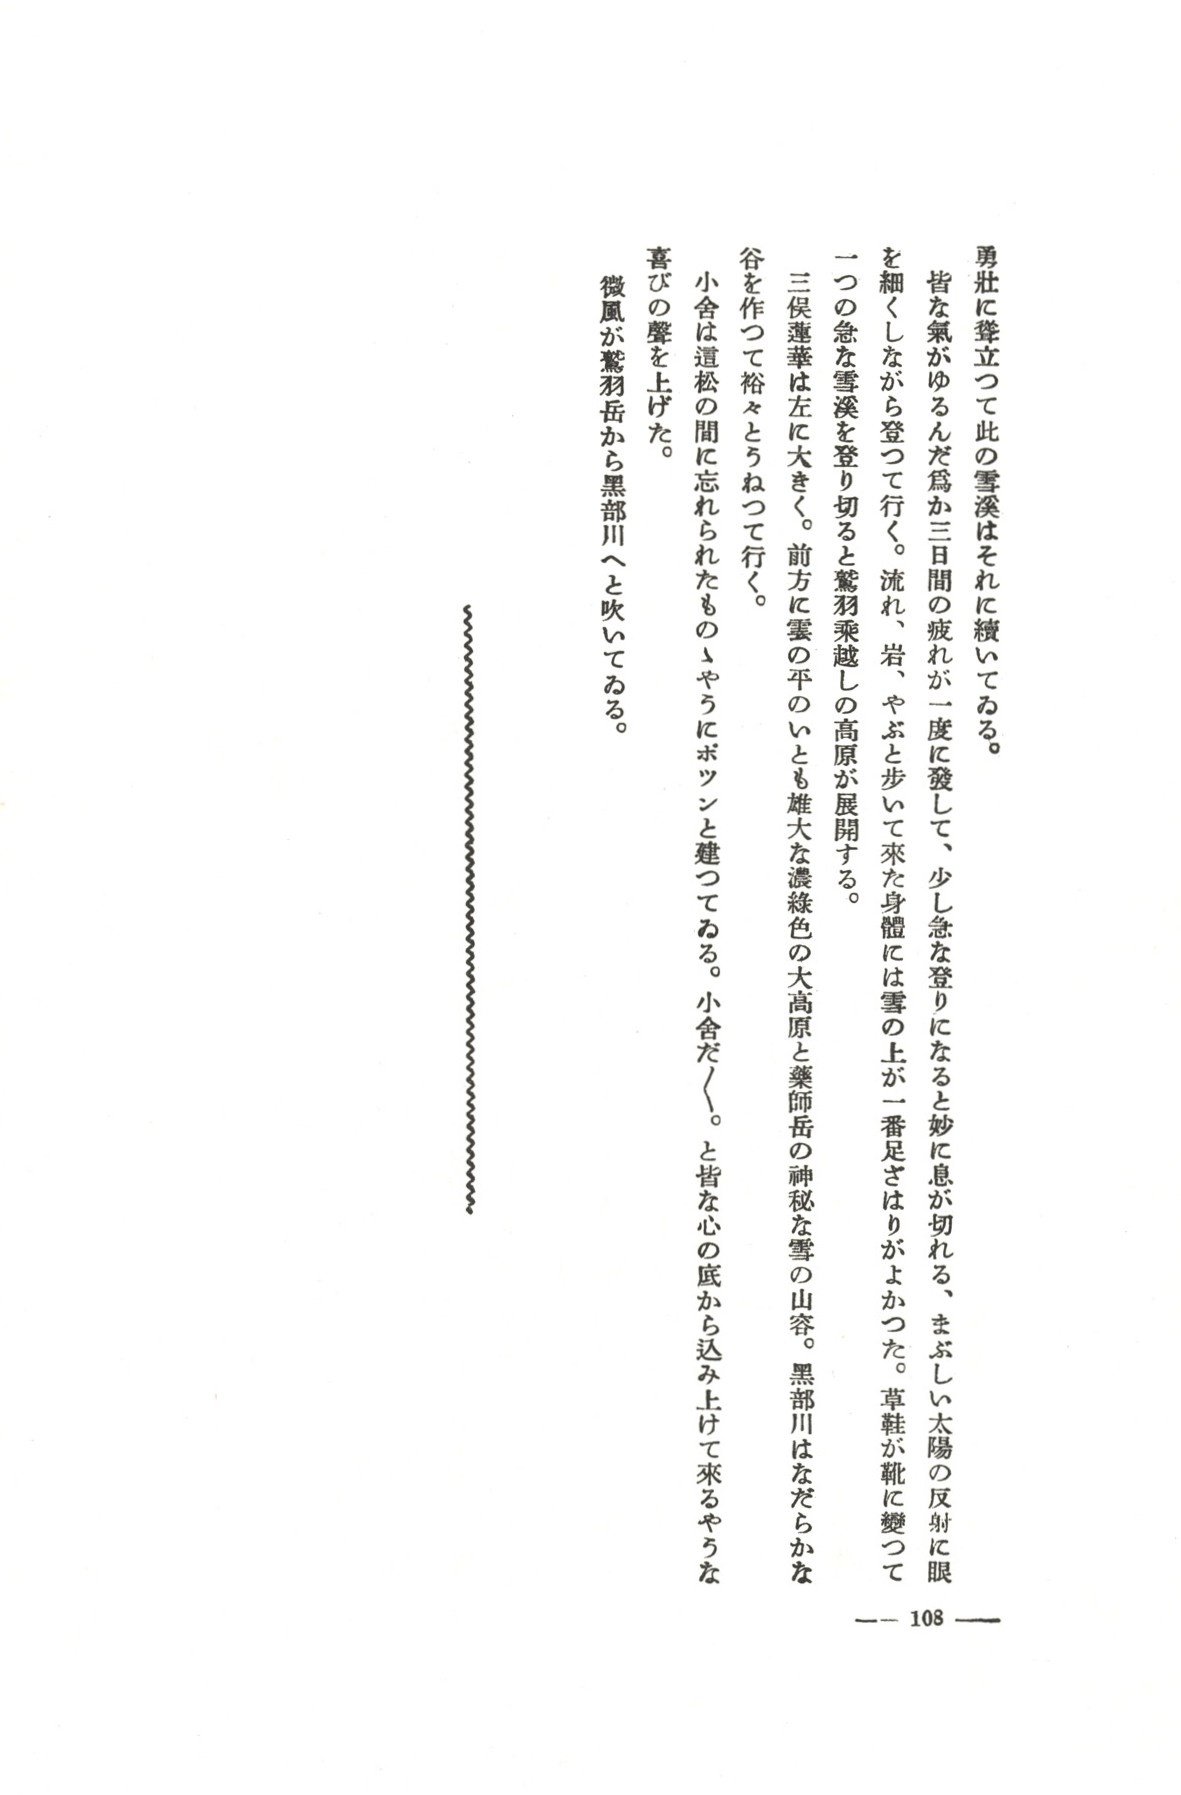 勇壯に聳立つて此の雪溪はそれに續いてゐる。
皆な氣がゆるんだ爲か三日間の疲れが一度に發して、少し急な登りになると妙に息が切れる、まぶしい太陽の反射に眼
を細くしながら登つて行く。流れ、岩、やぶと步いて來た身體には雪の上が一番足ざはりがよかつた。草鞋が靴に變つて
一つの急な雪溪を登り切ると鷲羽乘越しの高原が展開する。
三俣蓮華は左に大きく。前方に雲の平のいとも雄大な濃綠色の大高原と藥師岳の神秘な雪の山容。黑部川はなだらかな
谷を作つて裕々とうねつて行く。
小舍は這松の間に忘れられたものゝやうにポツンと建つてゐる。小舍だ〳〵。と皆な心の底から込み上けて來るやうな
喜びの聲を上げた。
微風が鷲羽岳から黑部川へと吹いてゐる。
108